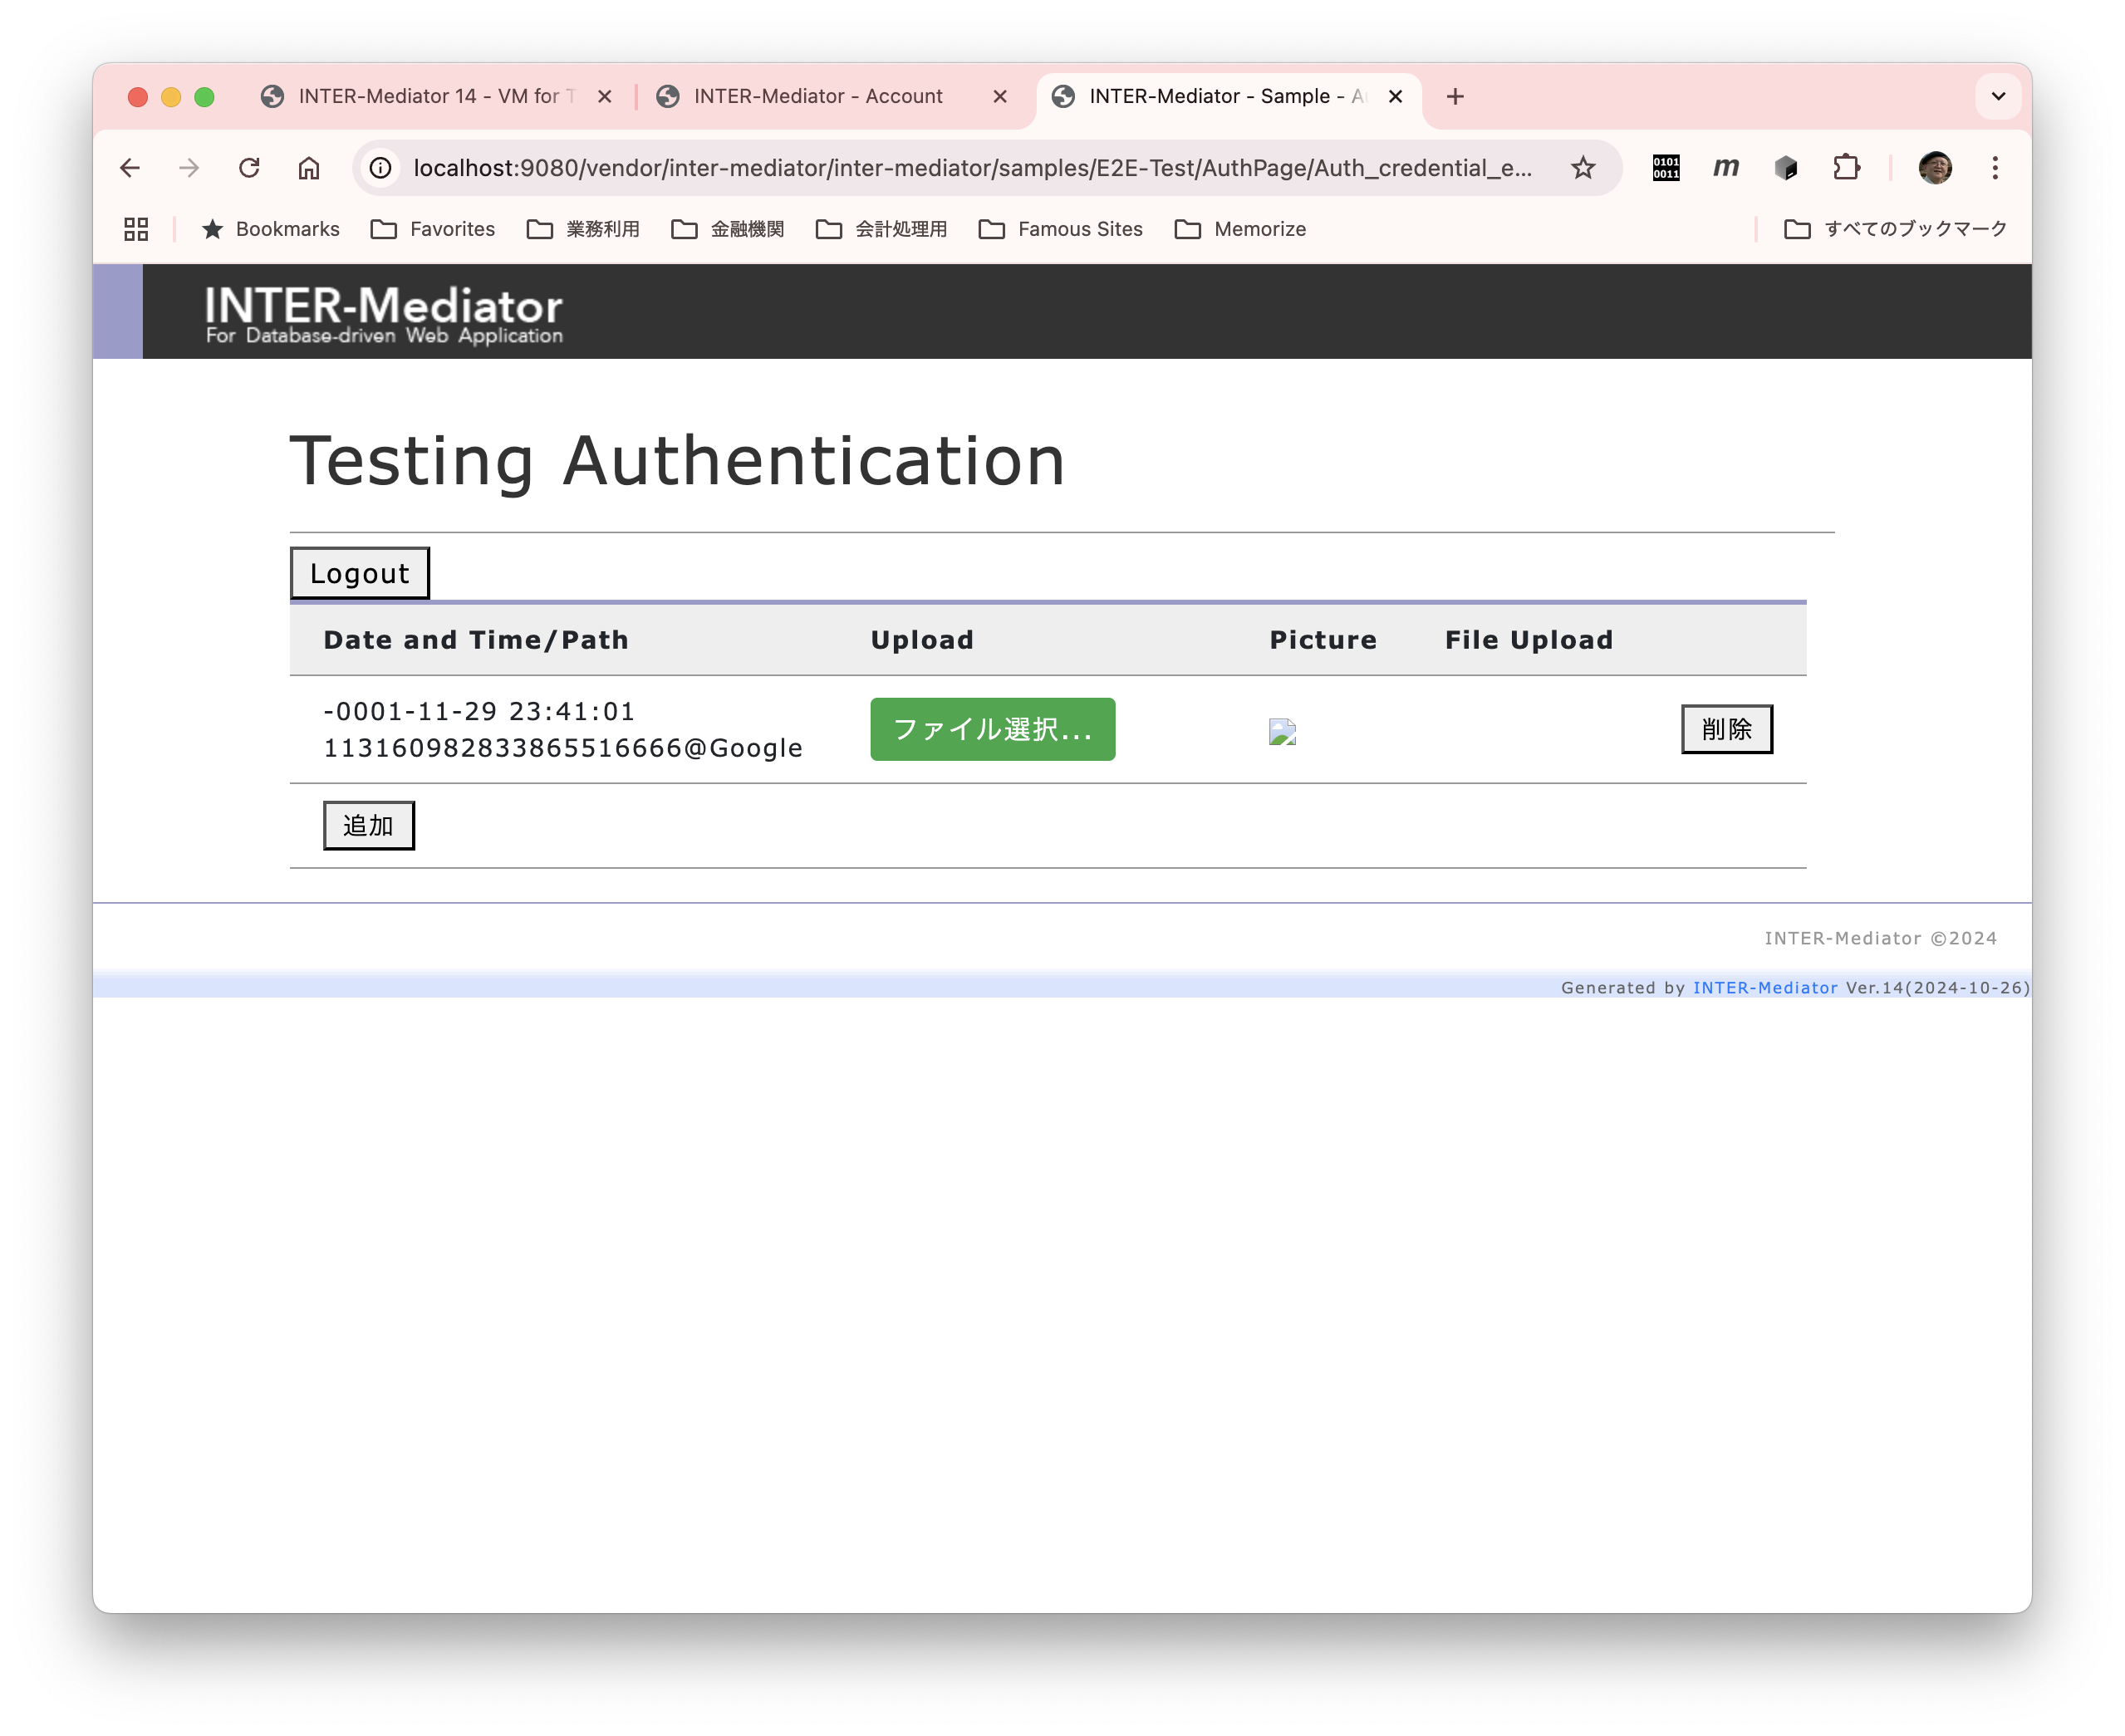 INTER-Mediator 14 - VM for T
INTER-Mediator - Account
INTER-Mediator - Sample - A
localhost:9080/vendor/inter-mediator/inter-mediator/samples/E2E-Test/AuthPage/Auth_credential_e...
0101
0011
m
Bookmarks
Favorites
業務利用
金融機関
会計処理用
Famous Sites
Memorize
すべてのブックマーク
INTER-Mediator
For Database-driven Web Application
Testing Authentication
Logout
Date and Time/Path Upload Picture File Upload
-0001-11-29 23:41:01
113160982833865516666@Google
ファイル選択...
削除
追加
INTER-Mediator ©2024
Generated by INTER-Mediator Ver.14(2024-10-26)